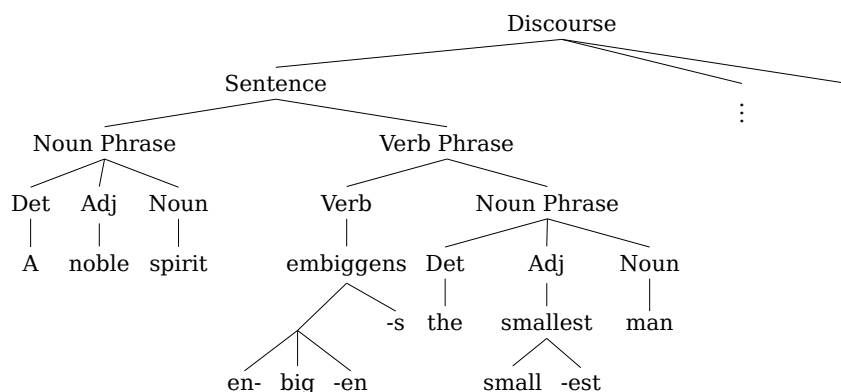 Discourse
Sentence
⋮
Noun Phrase Verb Phrase
Det Adj Noun Verb Noun Phrase
A noble spirit embiggens Det Adj Noun
-s the smallest man
en- big -en small -est